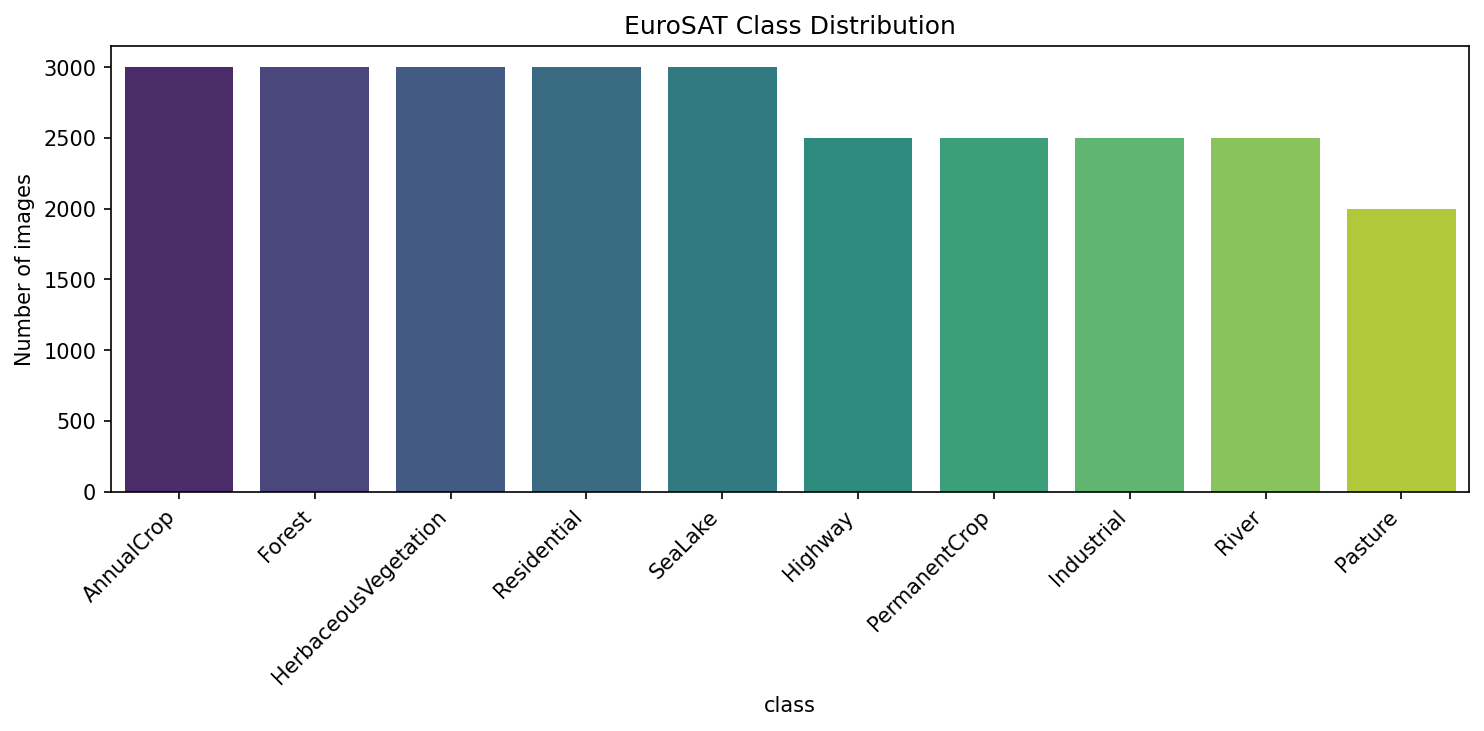 EuroSAT Class Distribution
Number of images
3000
2500
2000
1500
1000
500
0
AnnualCrop
Forest
HerbaceousVegetation
Residential
SeaLake
Highway
PermanentCrop
Industrial
River
Pasture
class